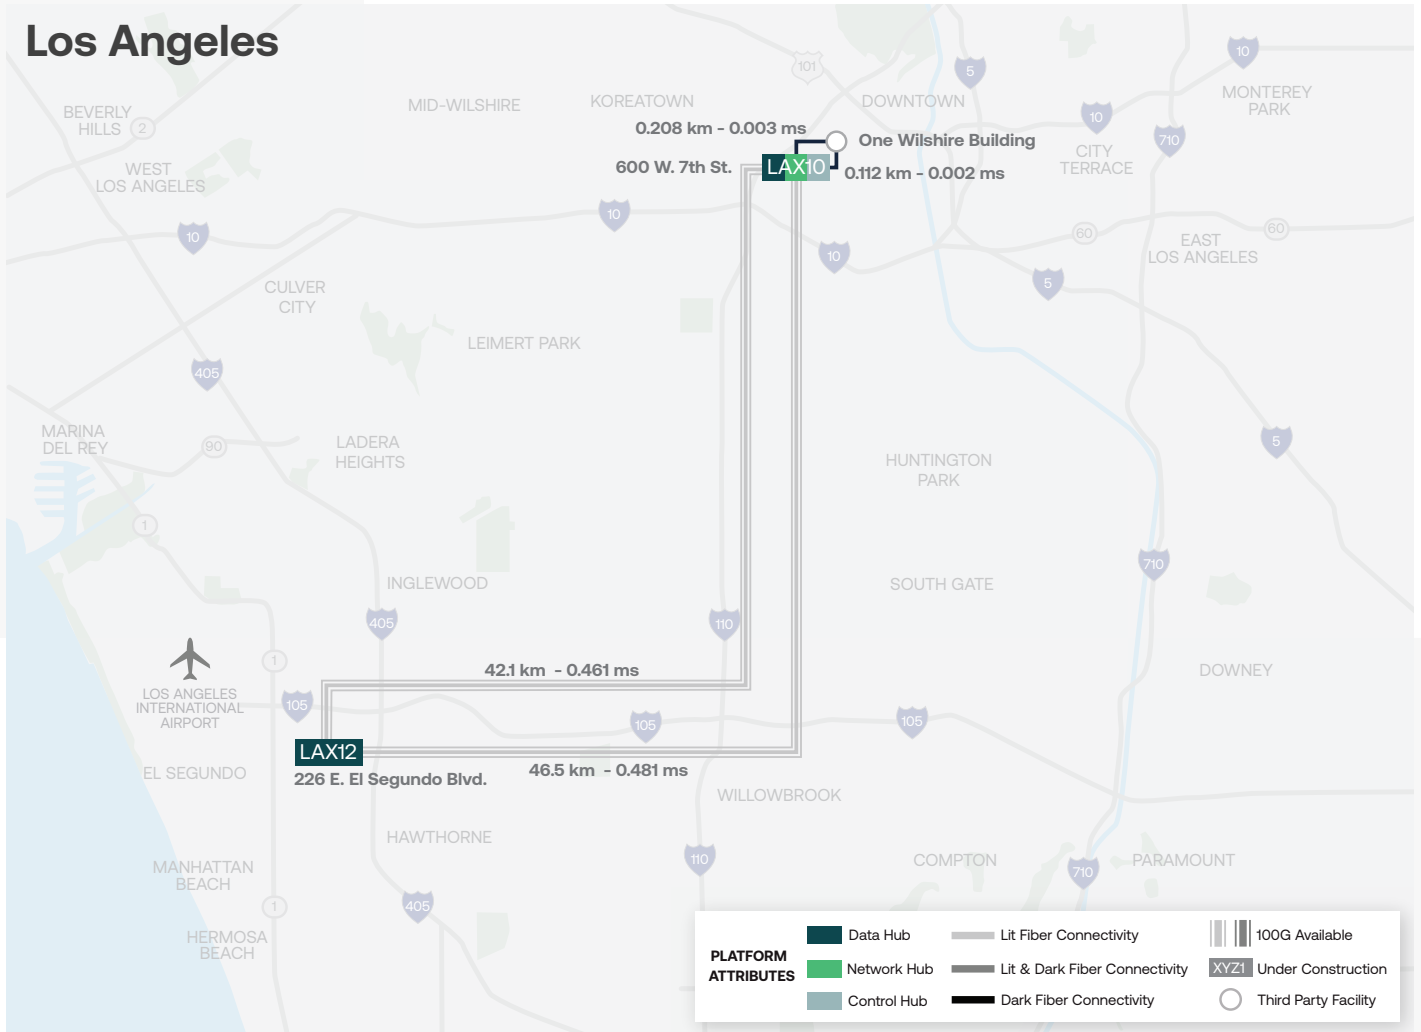 Los Angeles
101
5
10
BEVERLY
HILLS
2
MID-WILSHIRE
KOREATOWN
DOWNTOWN
MONTEREY
PARK
10
0.208 km - 0.003 ms
One Wilshire Building
710
CITY
TERRACE
WEST
LOS ANGELES
600 W. 7th St.
LAX10
0.112 km - 0.002 ms
10
10
60
60
EAST
LOS ANGELES
10
5
CULVER
CITY
LEIMERT PARK
405
MARINA
DEL REY
90
LADERA
HEIGHTS
5
HUNTINGTON
PARK
1
710
INGLEWOOD
SOUTH GATE
405
110
1
42.1 km - 0.461 ms
DOWNEY
LOS ANGELES
INTERNATIONAL
AIRPORT
105
105
105
LAX12
226 E. El Segundo Blvd.
46.5 km - 0.481 ms
EL SEGUNDO
WILLOWBROOK
HAWTHORNE
110
COMPTON
710
PARAMOUNT
MANHATTAN
BEACH
1
405
HERMOSA
BEACH
PLATFORM
ATTRIBUTES
Data Hub
Network Hub
Control Hub
Lit Fiber Connectivity
Lit & Dark Fiber Connectivity
Dark Fiber Connectivity
100G Available
XYZ1 Under Construction
Third Party Facility